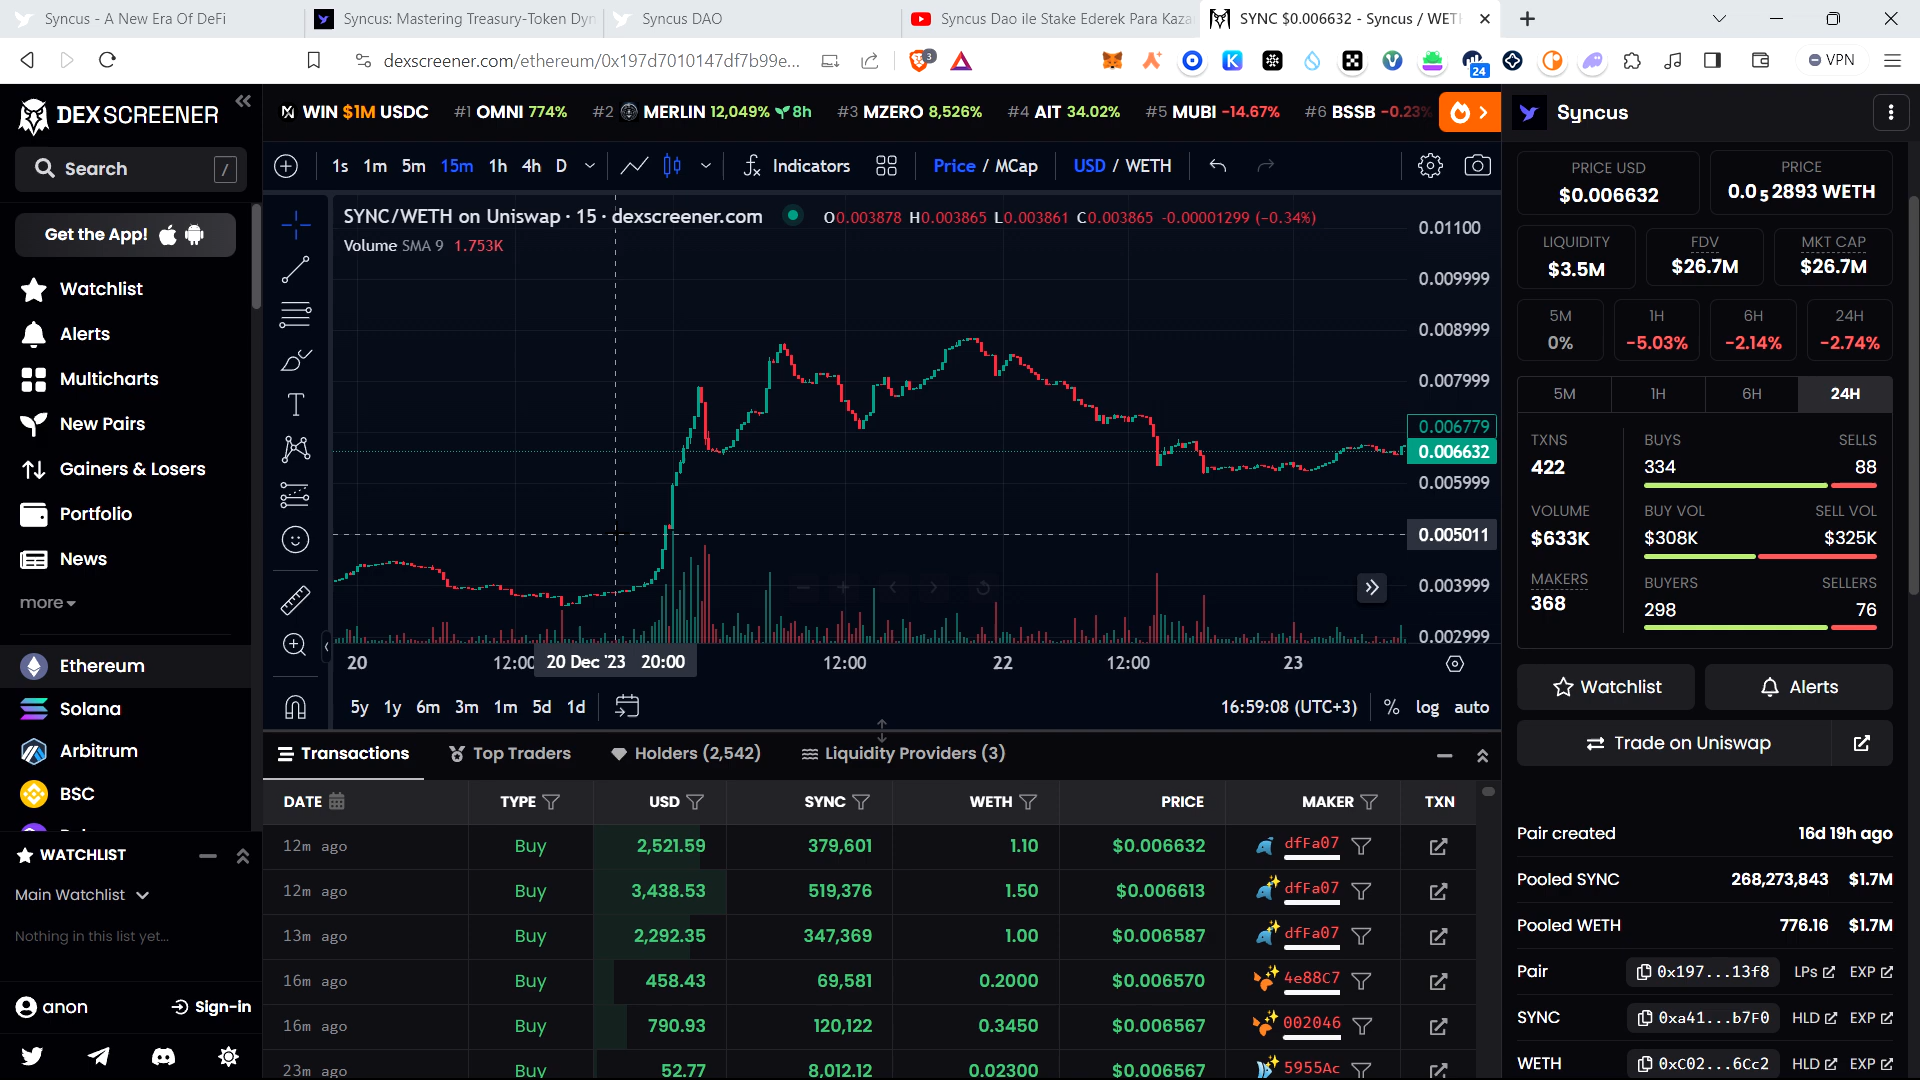 Syncus - A New Era Of DeFi
Syncus: Mastering Treasury-Token Dyn
Syncus DAO
Syncus Dao ile Stake Ederek Para Kaza
SYNC $0.006632 - Syncus / WETH
dexscreener.com/ethereum/0x197d7010147df7b99e...
3
24
VPN
DEXSCREENER
WIN $1M USDC
#1 OMNI 774%
#2 MERLIN 12,049% 8h
#3 MZERO 8,526%
#4 AIT 34.02%
#5 MUBI -14.67%
#6 BSSB -0.23%
Syncus
Search /
Get the App!
Watchlist
Alerts
Multicharts
New Pairs
Gainers & Losers
Portfolio
News
more
Ethereum
Solana
Arbitrum
BSC
WATCHLIST
Main Watchlist
Nothing in this list yet...
anon
Sign-in
1s 1m 5m 15m 1h 4h D
Indicators
Price / MCap
USD / WETH
SYNC/WETH on Uniswap · 15 · dexscreener.com
O0.003878 H0.003865 L0.003861 C0.003865 -0.00001299 (-0.34%)
Volume SMA 9 1.753K
0.01100
0.009999
0.008999
0.007999
0.006779
0.006632
0.005999
0.005011
0.003999
0.002999
20 12:00 20 Dec '23 20:00 12:00 22 12:00 23
5y 1y 6m 3m 1m 5d 1d
16:59:08 (UTC+3) % log auto
Transactions
Top Traders
Holders (2,542)
Liquidity Providers (3)
DATE TYPE USD SYNC WETH PRICE MAKER TXN
12m ago Buy 2,521.59 379,601 1.10 $0.006632 dfFa07
12m ago Buy 3,438.53 519,376 1.50 $0.006613 dfFa07
13m ago Buy 2,292.35 347,369 1.00 $0.006587 dfFa07
16m ago Buy 458.43 69,581 0.2000 $0.006570 4e88C7
16m ago Buy 790.93 120,122 0.3450 $0.006567 002046
23m ago Buy 52.77 8,012.12 0.02300 $0.006567 5955Ac
PRICE USD
$0.006632
PRICE
0.0₅2893 WETH
LIQUIDITY
$3.5M
FDV
$26.7M
MKT CAP
$26.7M
5M
0%
1H
-5.03%
6H
-2.14%
24H
-2.74%
5M 1H 6H 24H
TXNS
422
BUYS SELLS
334 88
VOLUME
$633K
BUY VOL SELL VOL
$308K $325K
MAKERS
368
BUYERS SELLERS
298 76
Watchlist
Alerts
Trade on Uniswap
Pair created 16d 19h ago
Pooled SYNC 268,273,843 $1.7M
Pooled WETH 776.16 $1.7M
Pair 0x197...13f8 LPs EXP
SYNC 0xa41...b7F0 HLD EXP
WETH 0xC02...6Cc2 HLD EXP